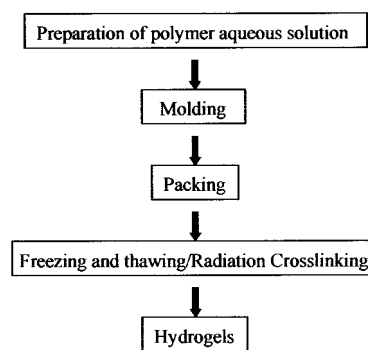 Preparation of polymer aqueous solution
Molding
Packing
Freezing and thawing/Radiation Crosslinking
Hydrogels